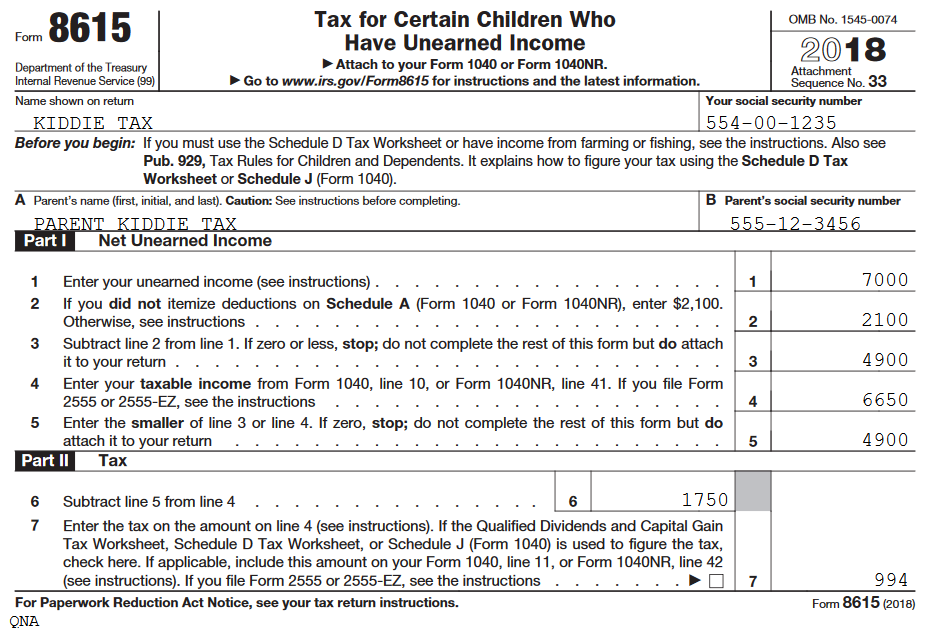 Form 8615
Department of the Treasury
Internal Revenue Service (99)
Tax for Certain Children Who
Have Unearned Income
▶ Attach to your Form 1040 or Form 1040NR.
▶ Go to www.irs.gov/Form8615 for instructions and the latest information.
OMB No. 1545-0074
2018
Attachment
Sequence No. 33
Name shown on return
KIDDIE TAX
Your social security number
554-00-1235
Before you begin: If you must use the Schedule D Tax Worksheet or have income from farming or fishing, see the instructions. Also see
Pub. 929, Tax Rules for Children and Dependents. It explains how to figure your tax using the Schedule D Tax
Worksheet or Schedule J (Form 1040).
A Parent's name (first, initial, and last). Caution: See instructions before completing.
PARENT KIDDIE TAX
B Parent's social security number
555-12-3456
Part I Net Unearned Income
1 Enter your unearned income (see instructions) . . . . . . . . . . . . . . . . . . . 1 7000
2 If you did not itemize deductions on Schedule A (Form 1040 or Form 1040NR), enter $2,100.
Otherwise, see instructions . . . . . . . . . . . . . . . . . . . . . . . . . 2 2100
3 Subtract line 2 from line 1. If zero or less, stop; do not complete the rest of this form but do attach
it to your return . . . . . . . . . . . . . . . . . . . . . . . . . . . . 3 4900
4 Enter your taxable income from Form 1040, line 10, or Form 1040NR, line 41. If you file Form
2555 or 2555-EZ, see the instructions . . . . . . . . . . . . . . . . . . . . . 4 6650
5 Enter the smaller of line 3 or line 4. If zero, stop; do not complete the rest of this form but do
attach it to your return . . . . . . . . . . . . . . . . . . . . . . . . . . 5 4900
Part II Tax
6 Subtract line 5 from line 4 . . . . . . . . . . . . . . . 6 1750
7 Enter the tax on the amount on line 4 (see instructions). If the Qualified Dividends and Capital Gain
Tax Worksheet, Schedule D Tax Worksheet, or Schedule J (Form 1040) is used to figure the tax,
check here. If applicable, include this amount on your Form 1040, line 11, or Form 1040NR, line 42
(see instructions). If you file Form 2555 or 2555-EZ, see the instructions . . . . . . . ▶ ☐ 7 994
For Paperwork Reduction Act Notice, see your tax return instructions. Form 8615 (2018)
QNA